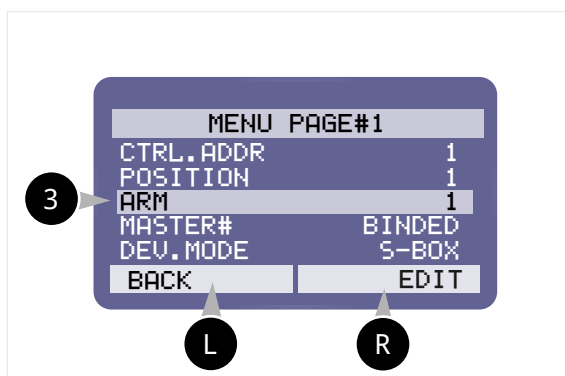 MENU PAGE#1
CTRL.ADDR 1
POSITION 1
3
ARM 1
MASTER# BINDED
DEV.MODE S-BOX
BACK EDIT
L R